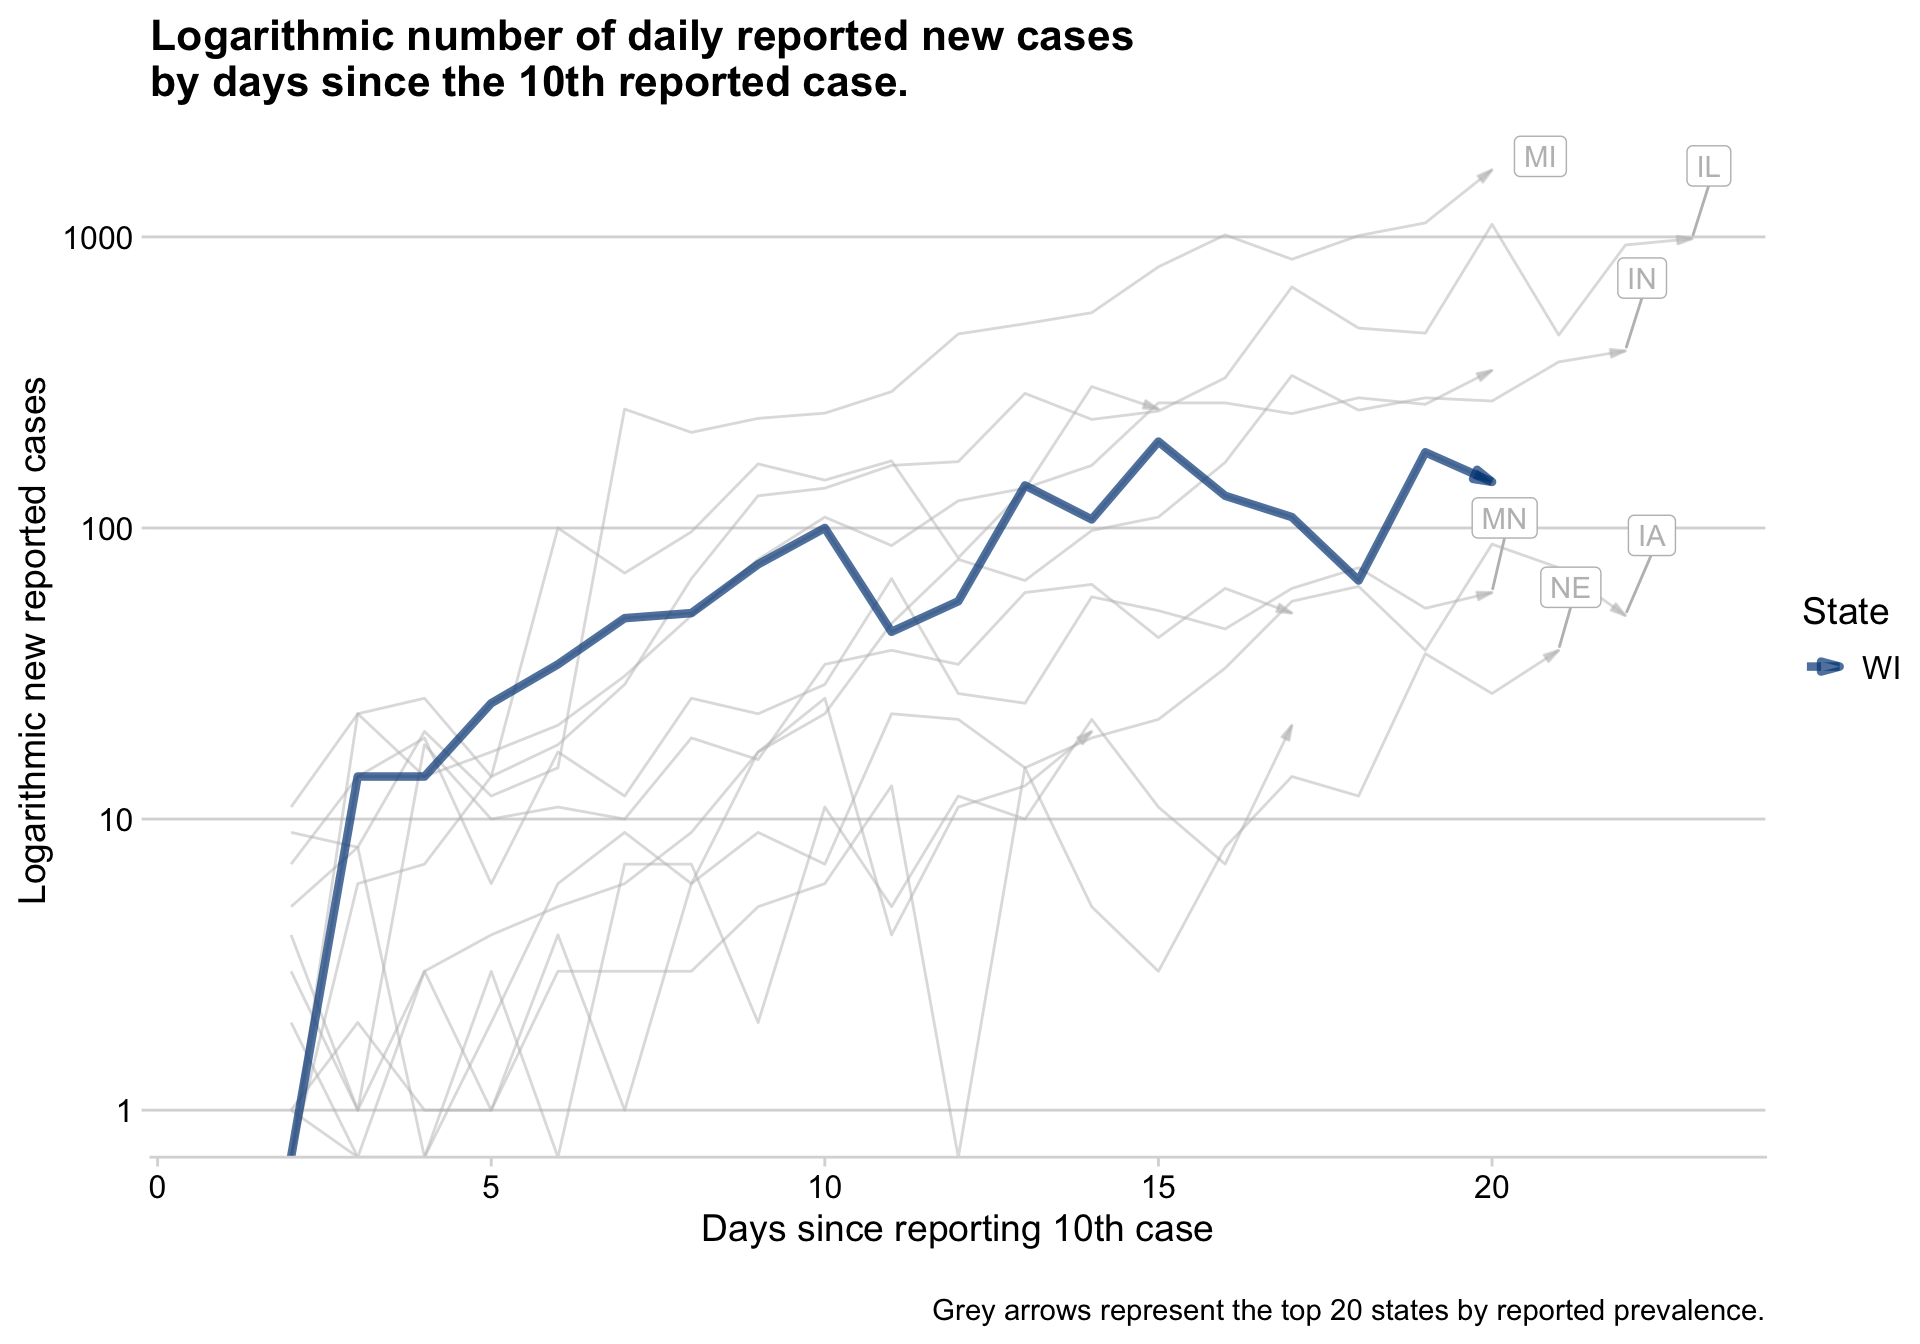 Logarithmic number of daily reported new cases
by days since the 10th reported case.
MI
IL
1000
IN
Logarithmic new reported cases
100
MN
IA
NE
State
WI
10
1
0 5 10 15 20
Days since reporting 10th case
Grey arrows represent the top 20 states by reported prevalence.